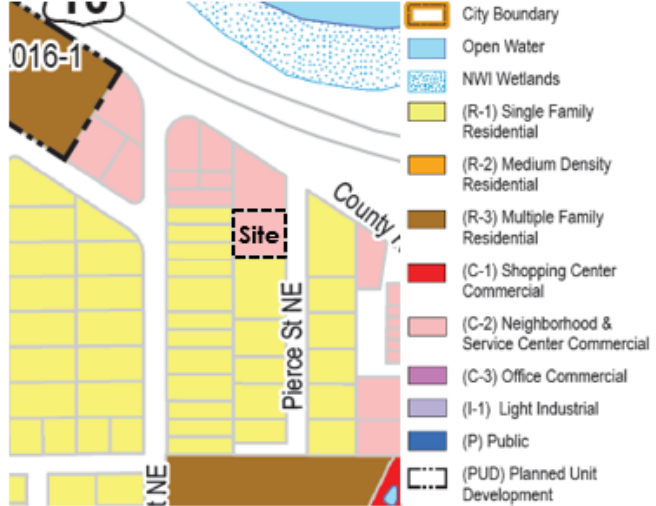 10
2016-1
Site
County
Pierce St NE
t NE
City Boundary
Open Water
NWI Wetlands
(R-1) Single Family
Residential
(R-2) Medium Density
Residential
(R-3) Multiple Family
Residential
(C-1) Shopping Center
Commercial
(C-2) Neighborhood &
Service Center Commercial
(C-3) Office Commercial
(I-1) Light Industrial
(P) Public
(PUD) Planned Unit
Development